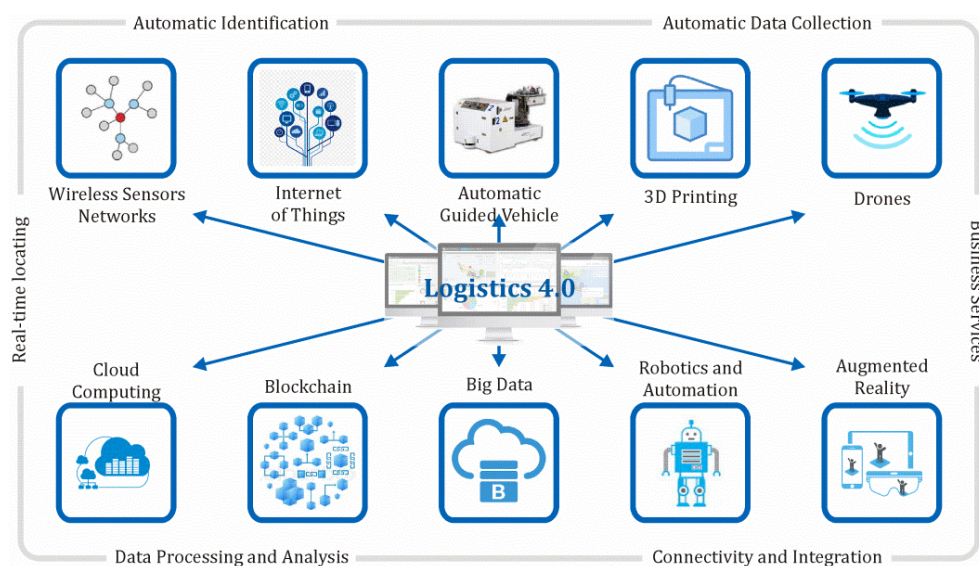 Automatic Identification
Automatic Data Collection
Wireless Sensors
Networks
Internet
of Things
Automatic
Guided Vehicle
3D Printing
Drones
Real-time locating
Business Services
Logistics 4.0
Cloud
Computing
Blockchain
Big Data
Robotics and
Automation
Augmented
Reality
B
Data Processing and Analysis
Connectivity and Integration